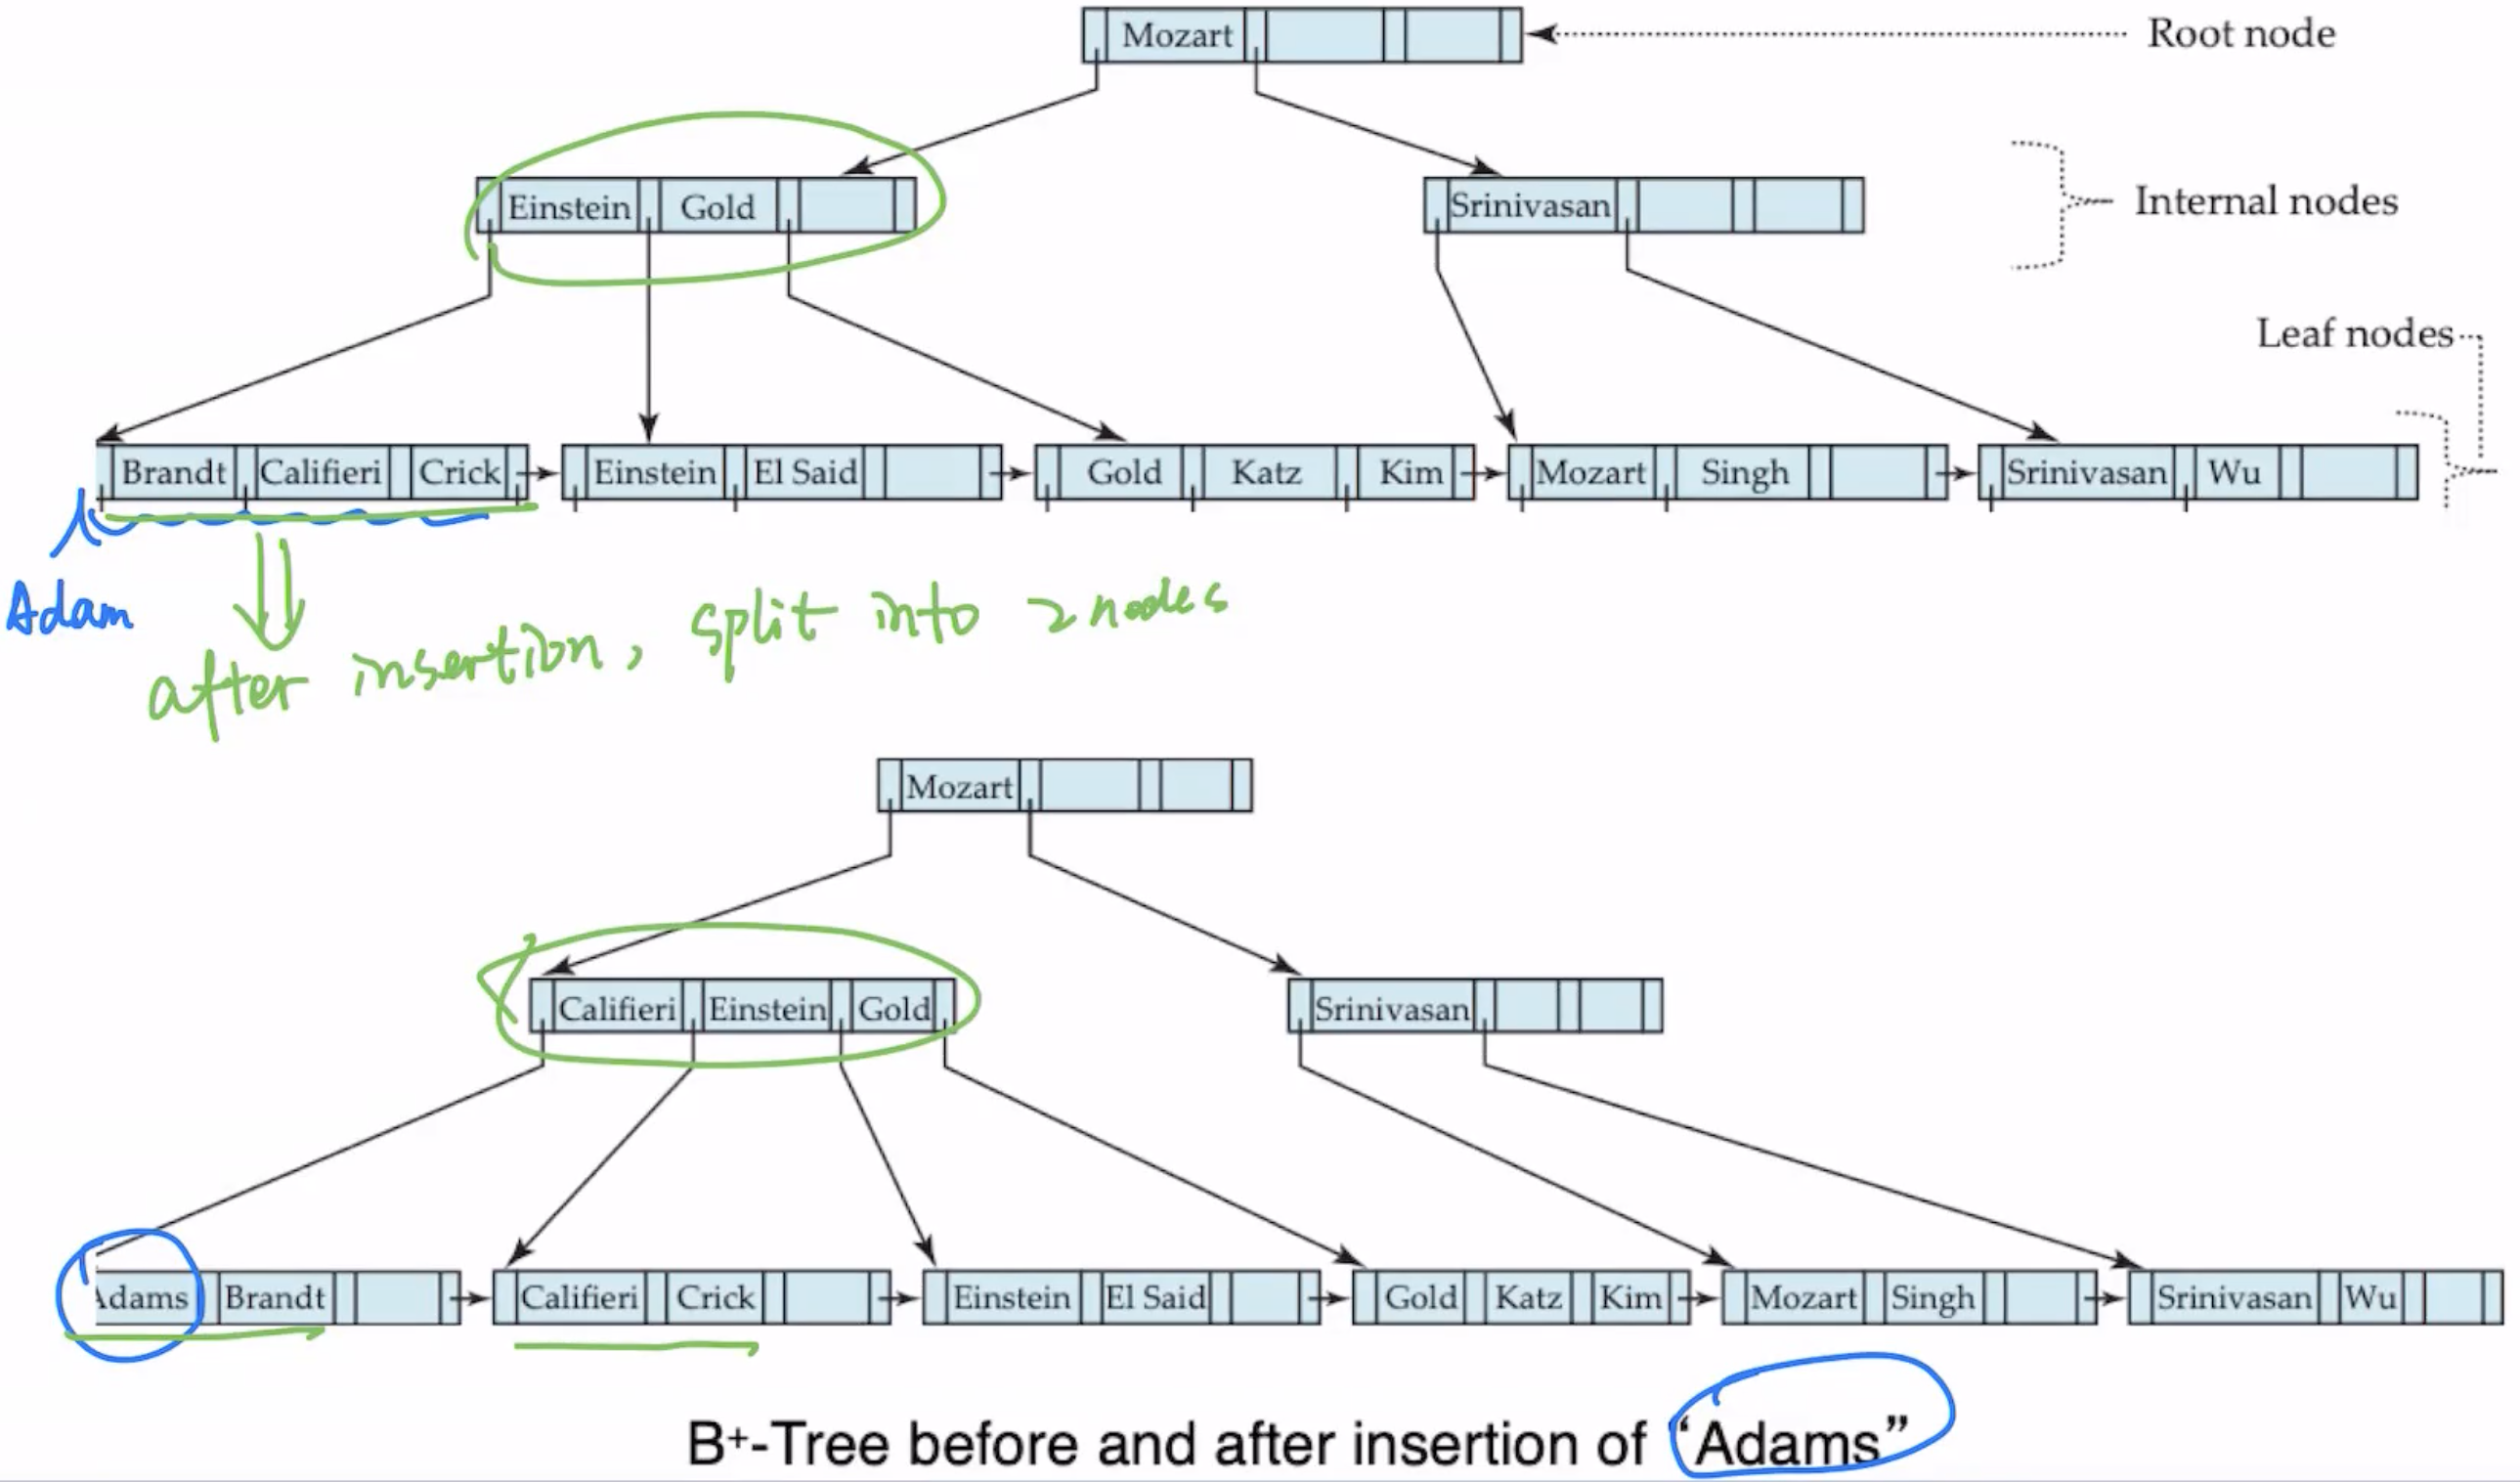 Mozart
Root node
Einstein Gold
Srinivasan
Internal nodes
Leaf nodes
Brandt Califieri Crick Einstein El Said Gold Katz Kim Mozart Singh Srinivasan Wu
Adam
after insertion, split into 2 nodes
Mozart
Califieri Einstein Gold
Srinivasan
Adams Brandt Califieri Crick Einstein El Said Gold Katz Kim Mozart Singh Srinivasan Wu
B+-Tree before and after insertion of “Adams”